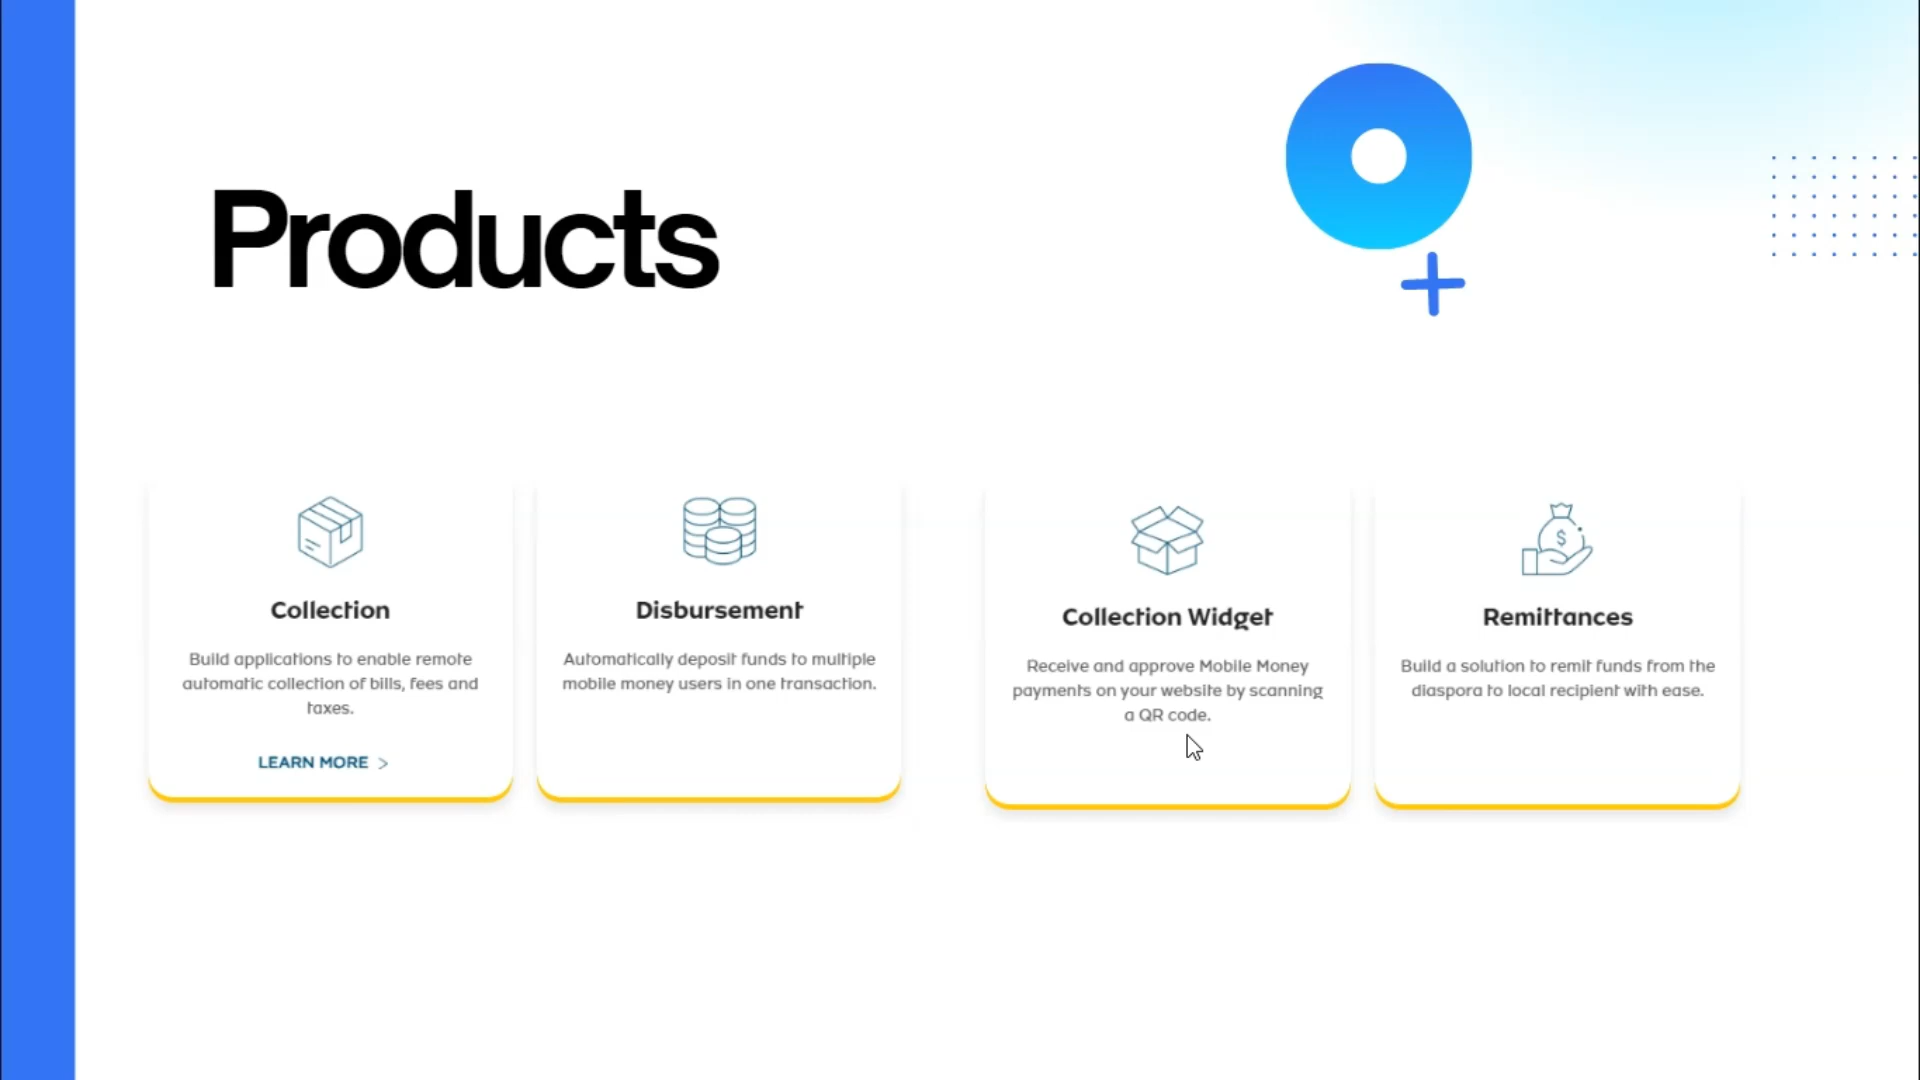 Products
Collection
Build applications to enable remote
automatic collection of bills, fees and
taxes.
LEARN MORE >
Disbursement
Automatically deposit funds to multiple
mobile money users in one transaction.
Collection Widget
Receive and approve Mobile Money
payments on your website by scanning
a QR code.
Remittances
Build a solution to remit funds from the
diaspora to local recipient with ease.